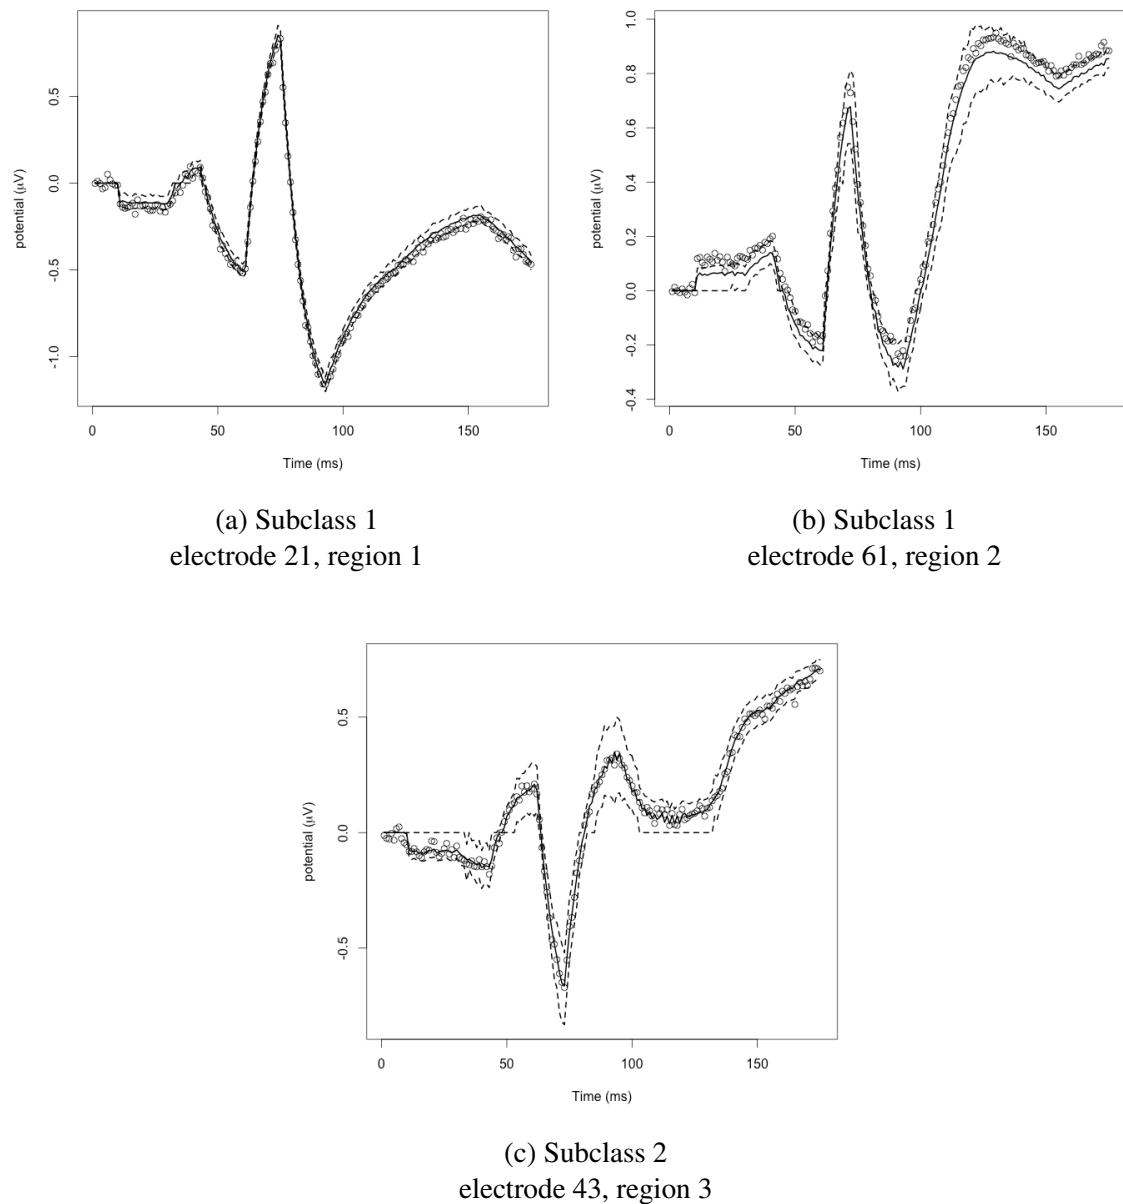 0.5
0.0
-0.5
-1.0
potential (μV)
0 50 100 150
Time (ms)
(a) Subclass 1
electrode 21, region 1
1.0
0.8
0.6
0.4
0.2
0.0
-0.2
-0.4
potential (μV)
0 50 100 150
Time (ms)
(b) Subclass 1
electrode 61, region 2
0.5
0.0
-0.5
potential (μV)
0 50 100 150
Time (ms)
(c) Subclass 2
electrode 43, region 3